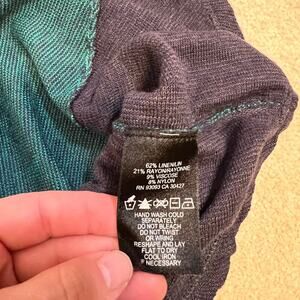 62% LINEN/LIN
21% RAYON/RAYONNE
9% VISCOSE
8% NYLON
RN 93093 CA 30427
HAND WASH COLD
SEPARATELY
DO NOT BLEACH
DO NOT TWIST
OR WRING
RESHAPE AND LAY
FLAT TO DRY
COOL IRON
IF NECESSARY